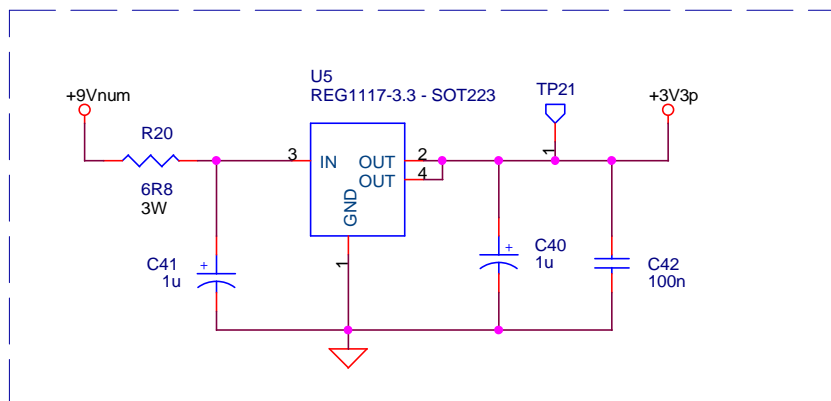 U5
REG1117-3.3 - SOT223
TP21
+9Vnum
+3V3p
R20
6R8
3W
3
IN
OUT
2
OUT
4
GND
1
1
C41
+
1u
+
C40
1u
C42
100n